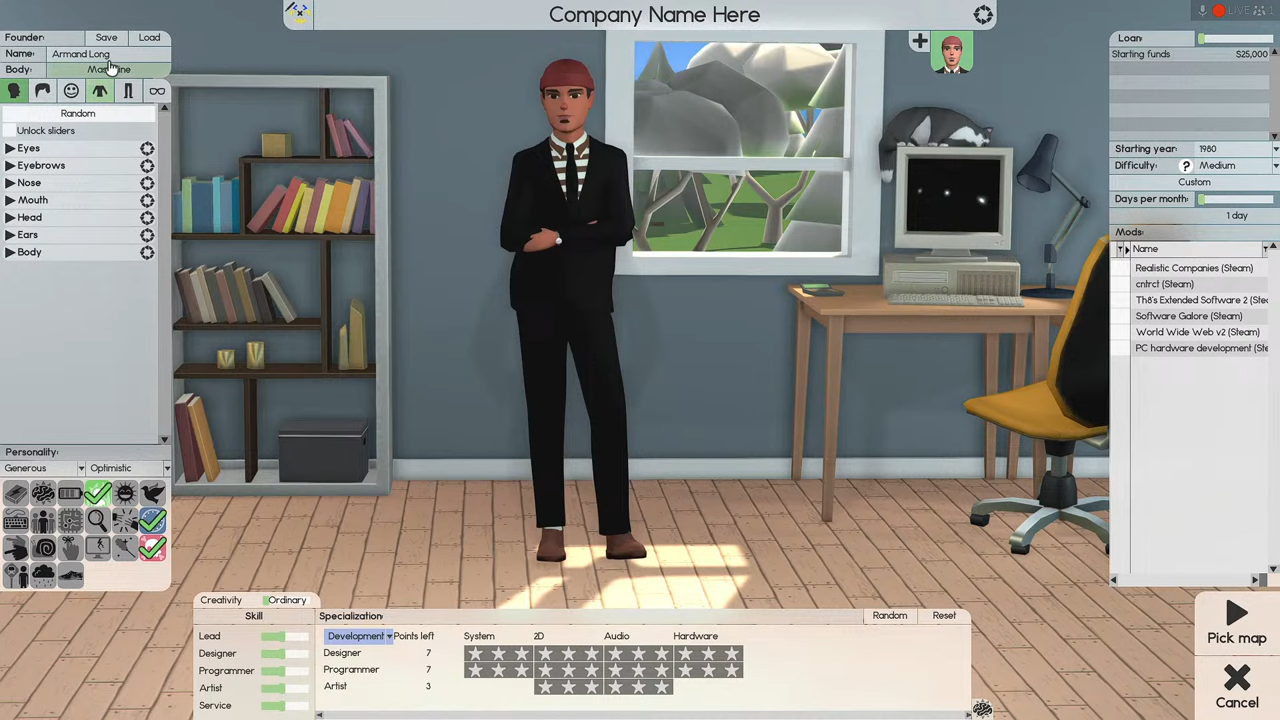 Company Name Here
LIVE 1
Founder: Save Load
Name: Armand Long
Body:
Random
Unlock sliders
Eyes
Eyebrows
Nose
Mouth
Head
Ears
Body
Personality:
Generous Optimistic
Loan:
Starting funds $25,000
Starting year: 1980
Difficulty: ? Medium
Custom
Days per month:
1 day
Mods:
Name
Realistic Companies (Steam)
cntrct (Steam)
Th8's Extended Software 2 (Stea
Software Galore (Steam)
World Wide Web v2 (Steam)
PC hardware development (Ste
Creativity Ordinary
Skill
Lead
Designer
Programmer
Artist
Service
Specialization: Random Reset
Development Points left System 2D Audio Hardware
Designer 7
Programmer 7
Artist 3
Pick map
Cancel